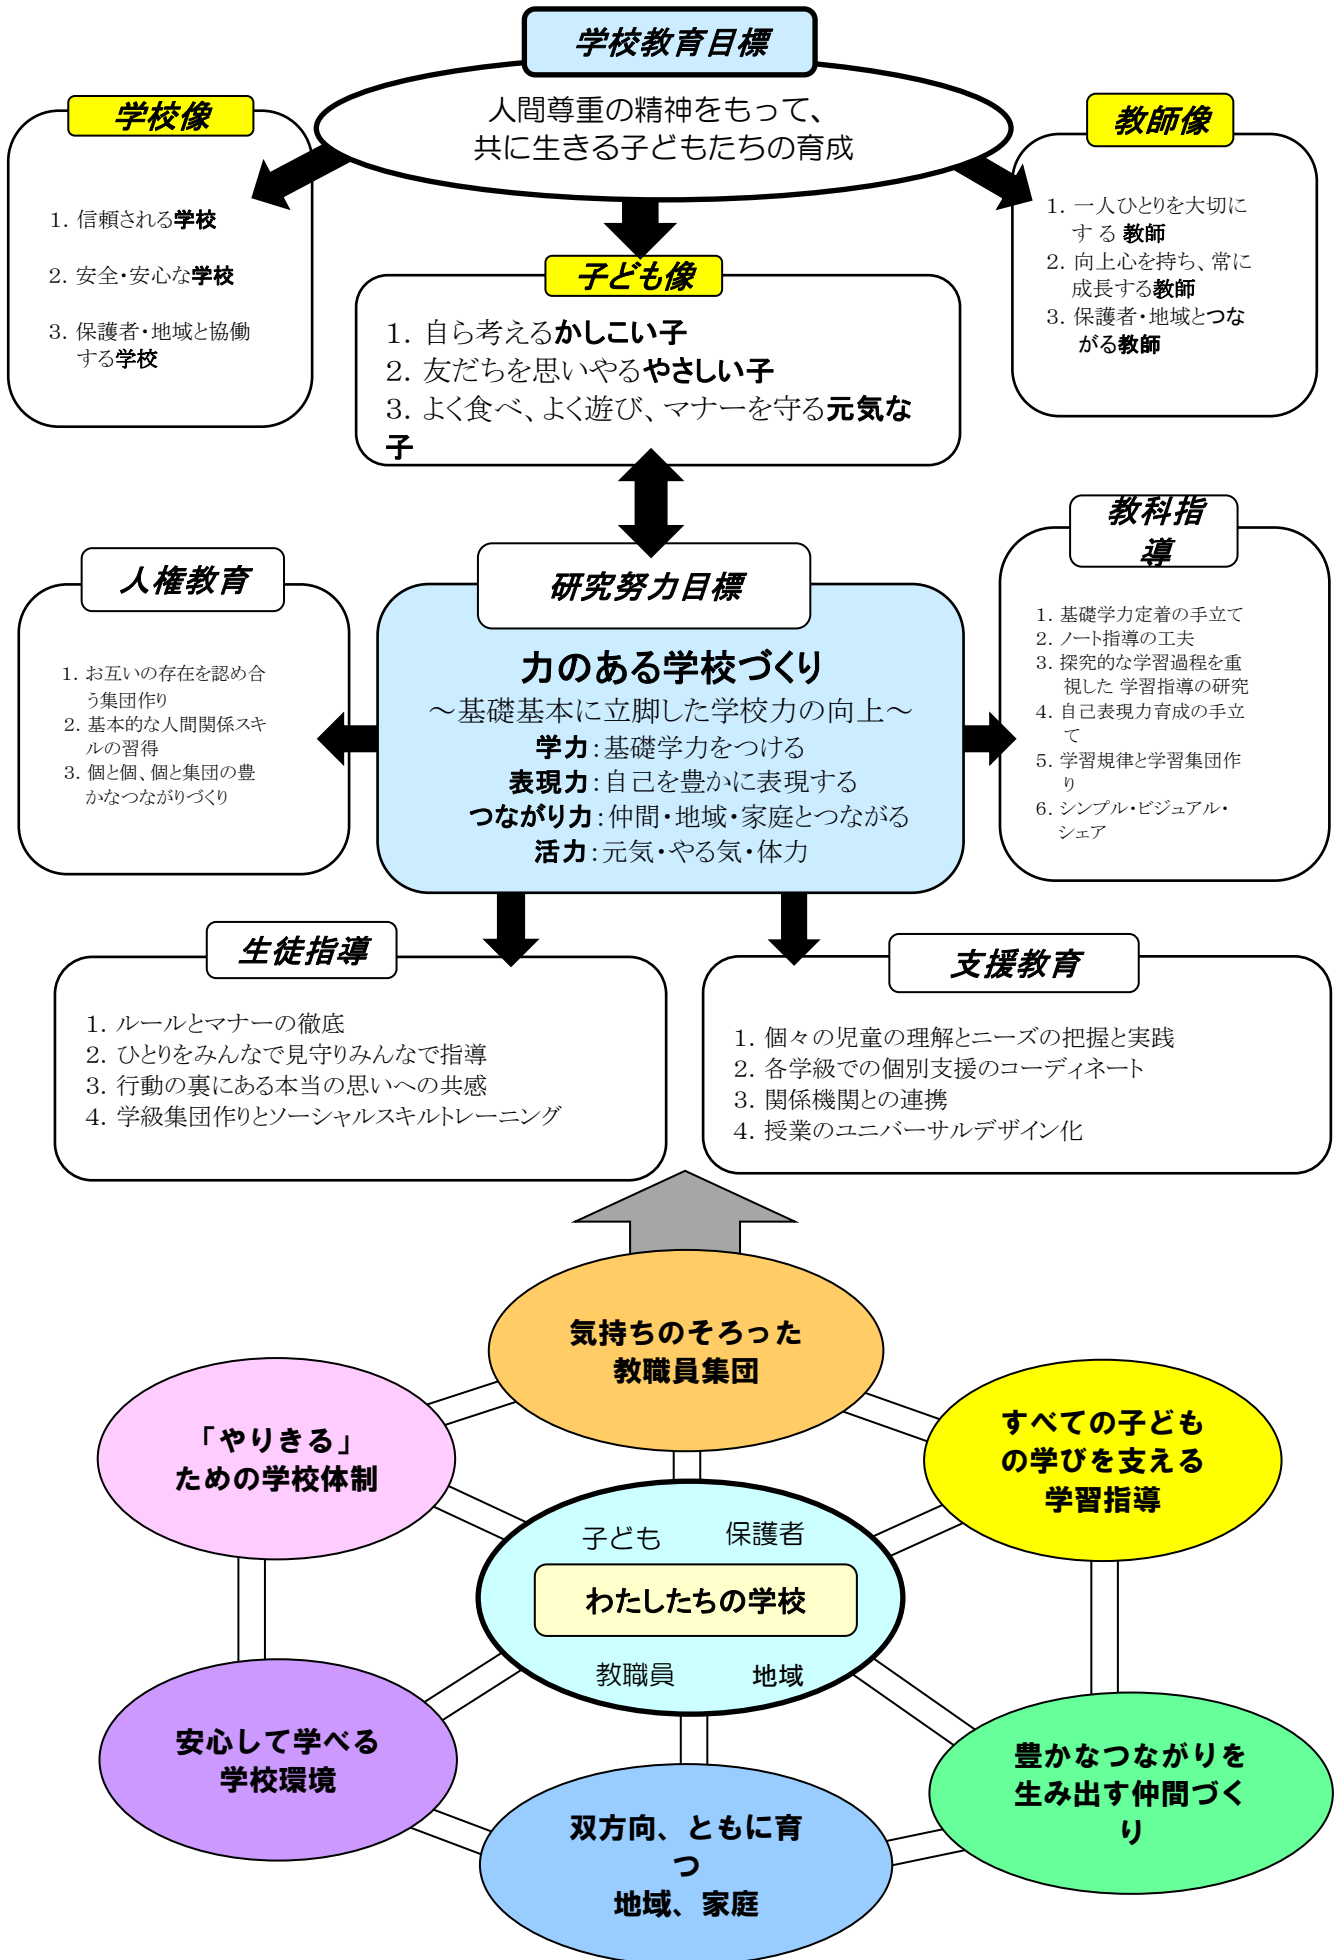 学校教育目標
人間尊重の精神をもって、
共に生きる子どもたちの育成
学校像
1. 信頼される学校
2. 安全・安心な学校
3. 保護者・地域と協働
する学校
教師像
1. 一人ひとりを大切に
する 教師
2. 向上心を持ち、常に
成長する教師
3. 保護者・地域とつな
がる教師
子ども像
1. 自ら考えるかしこい子
2. 友だちを思いやるやさしい子
3. よく食べ、よく遊び、マナーを守る元気な
子
人権教育
1. お互いの存在を認め合
う集団作り
2. 基本的な人間関係スキ
ルの習得
3. 個と個、個と集団の豊
かなつながりづくり
研究努力目標
力のある学校づくり
～基礎基本に立脚した学校力の向上～
学力：基礎学力をつける
表現力：自己を豊かに表現する
つながり力：仲間・地域・家庭とつながる
活力：元気・やる気・体力
教科指
導
1. 基礎学力定着の手立て
2. ノート指導の工夫
3. 探究的な学習過程を重
視した 学習指導の研究
4. 自己表現力育成の手立
て
5. 学習規律と学習集団作
り
6. シンプル・ビジュアル・
シェア
生徒指導
1. ルールとマナーの徹底
2. ひとりをみんなで見守りみんなで指導
3. 行動の裏にある本当の思いへの共感
4. 学級集団作りとソーシャルスキルトレーニング
支援教育
1. 個々の児童の理解とニーズの把握と実践
2. 各学級での個別支援のコーディネート
3. 関係機関との連携
4. 授業のユニバーサルデザイン化
気持ちのそろった
教職員集団
「やりきる」
ための学校体制
すべての子ども
の学びを支える
学習指導
子ども 保護者
わたしたちの学校
教職員 地域
安心して学べる
学校環境
豊かなつながりを
生み出す仲間づく
り
双方向、ともに育
つ
地域、家庭